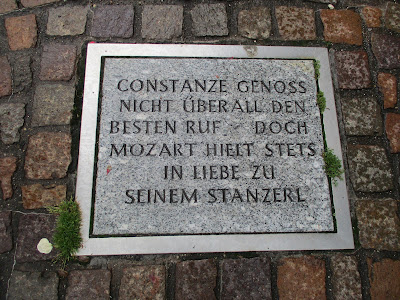 CONSTANZE GENOSS
NICHT ÜBERALL DEN
BESTEN RUF – DOCH
MOZART HIELT STETS
IN LIEBE ZU
SEINEM STANZERL